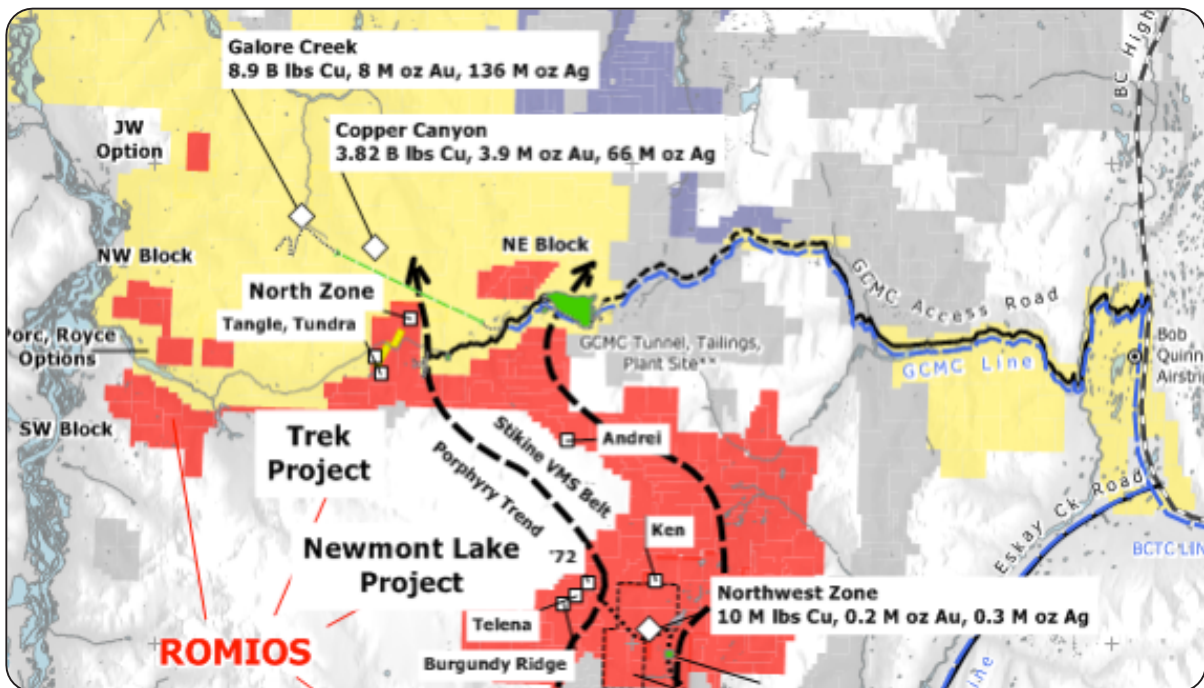 Galore Creek
8.9 B lbs Cu, 8 M oz Au, 136 M oz Ag
BC High
JW
Option
Copper Canyon
3.82 B lbs Cu, 3.9 M oz Au, 66 M oz Ag
NW Block
NE Block
North Zone
Tangle, Tundra
GCMC Access Road
Porc, Royce
Options
GCMC Tunnel, Tailings,
Plant Site**
GCMC Line
Bob
Quinn
Airstrip
SW Block
Trek
Project
Andrei
Stikine VMS Belt
Porphyry Trend
Eskay Ck Road
Newmont Lake
Project
'72
Ken
BCTC LIN
Northwest Zone
10 M lbs Cu, 0.2 M oz Au, 0.3 M oz Ag
Telena
ROMIOS
Burgundy Ridge
ine